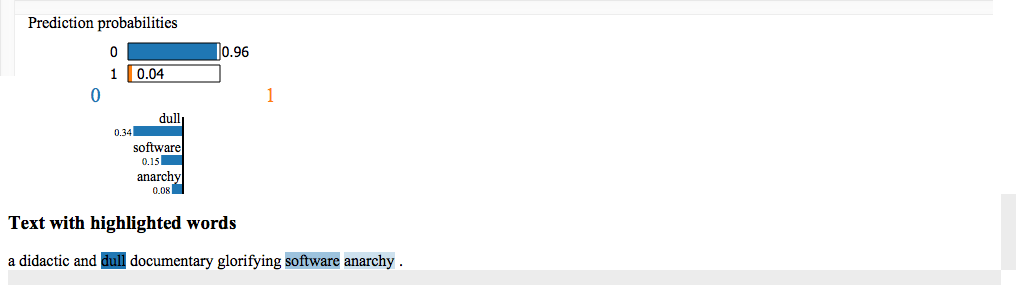 Prediction probabilities
0 0.96
1 0.04
0 1
dull
0.34
software
0.15
anarchy
0.08
Text with highlighted words
a didactic and dull documentary glorifying software anarchy .